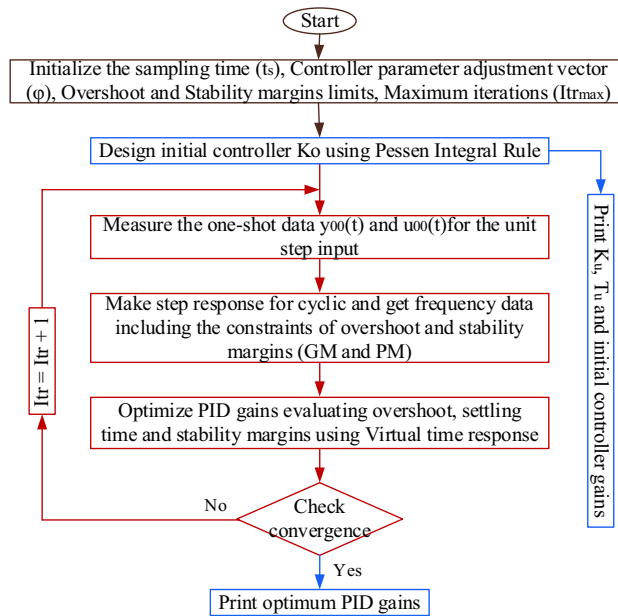 Start
Initialize the sampling time (ts), Controller parameter adjustment vector
(φ), Overshoot and Stability margins limits, Maximum iterations (Itrmax)
Design initial controller Ko using Pessen Integral Rule
Measure the one-shot data y00(t) and u00(t)for the unit
step input
Make step response for cyclic and get frequency data
including the constraints of overshoot and stability
margins (GM and PM)
Optimize PID gains evaluating overshoot, settling
time and stability margins using Virtual time response
Check
convergence
No
Itr = Itr + 1
Yes
Print optimum PID gains
Print Ku, Tu and initial controller
gains